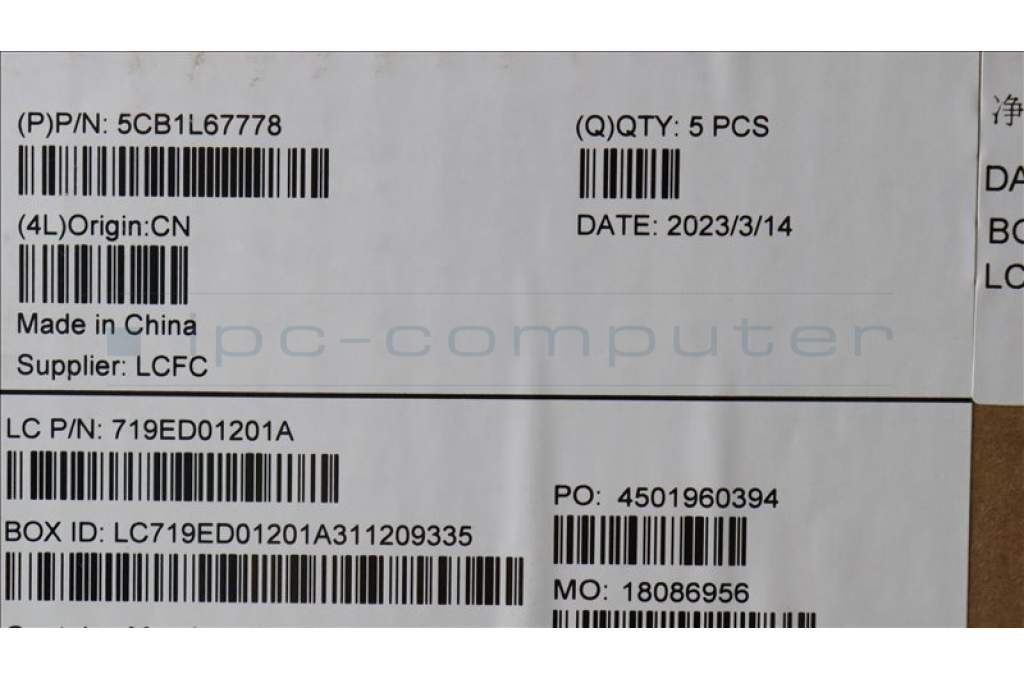 (P)P/N: 5CB1L67778
(Q)QTY: 5 PCS
(4L)Origin:CN
DATE: 2023/3/14
Made in China
Supplier: LCFC
ipc-computer
LC P/N: 719ED01201A
PO: 4501960394
BOX ID: LC719ED01201A311209335
MO: 18086956
净
DA
BO
LC